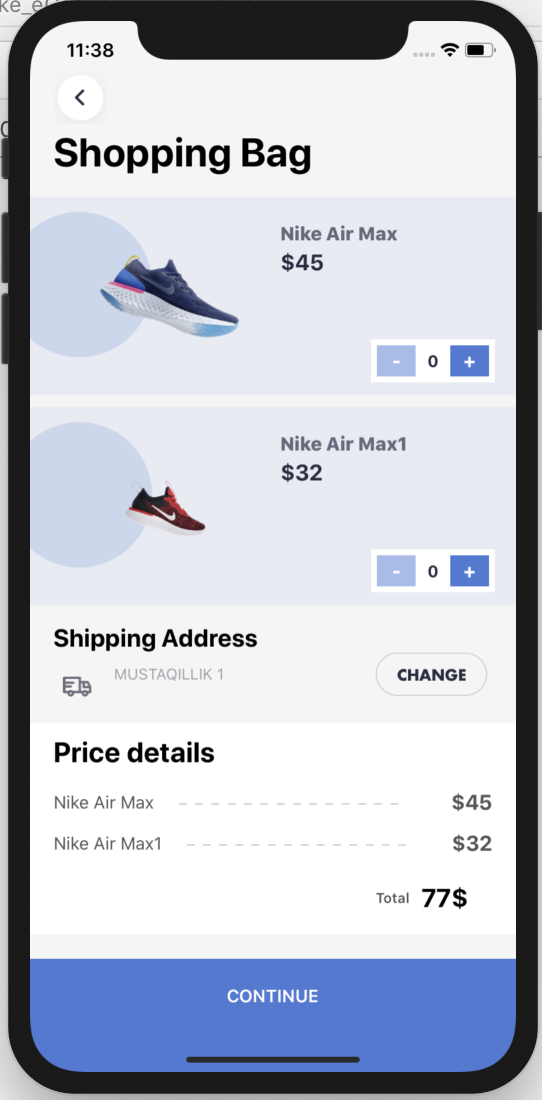 11:38
Shopping Bag
Nike Air Max
$45
- 0 +
Nike Air Max1
$32
- 0 +
Shipping Address
MUSTAQILLIK 1
CHANGE
Price details
Nike Air Max $45
Nike Air Max1 $32
Total 77$
CONTINUE